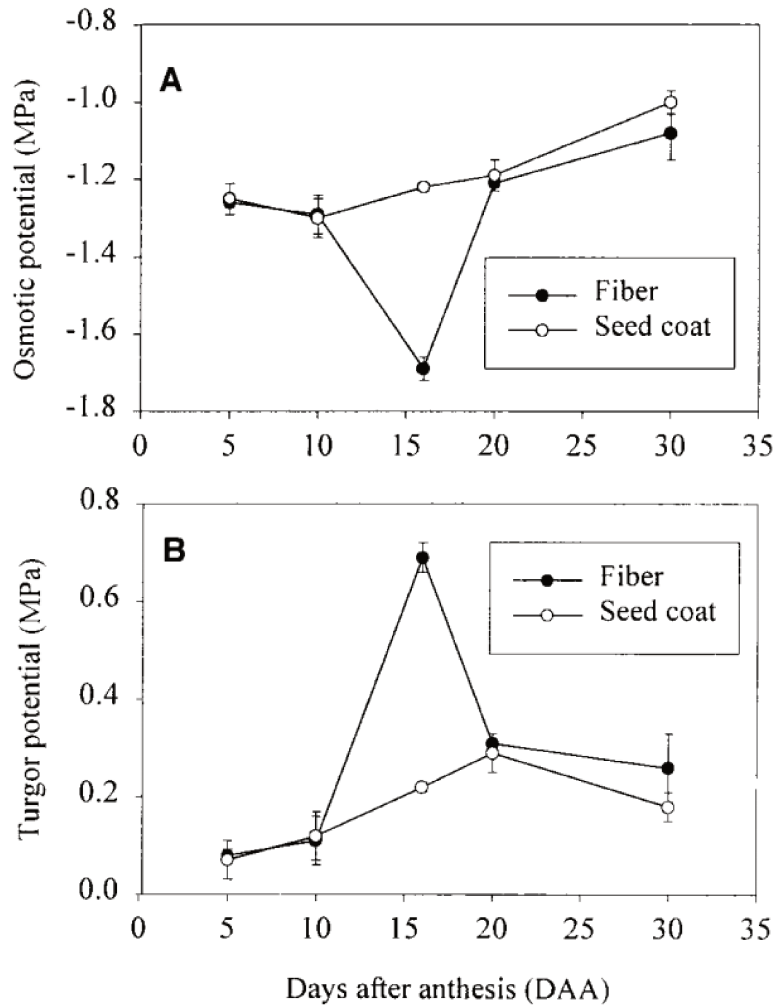 A
Osmotic potential (MPa)
-0.8
-1.0
-1.2
-1.4
-1.6
-1.8
Fiber
Seed coat
0 5 10 15 20 25 30 35
B
Turgor potential (MPa)
0.8
0.6
0.4
0.2
0.0
Fiber
Seed coat
0 5 10 15 20 25 30 35
Days after anthesis (DAA)